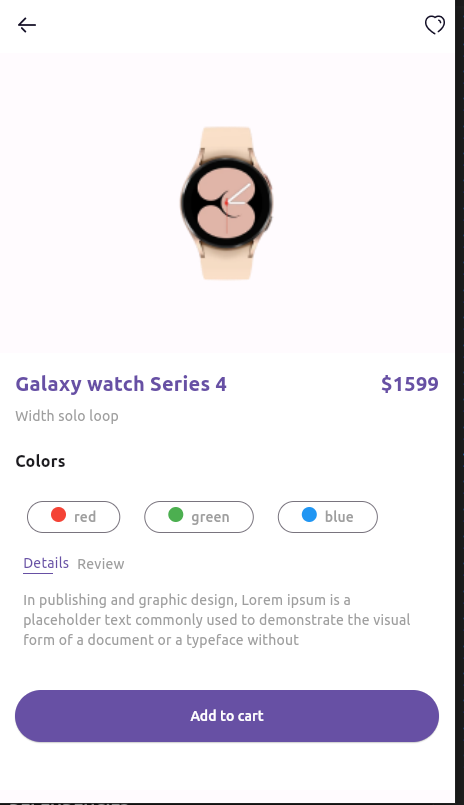 Galaxy watch Series 4
$1599
Width solo loop
Colors
red green blue
Details Review
In publishing and graphic design, Lorem ipsum is a
placeholder text commonly used to demonstrate the visual
form of a document or a typeface without
Add to cart